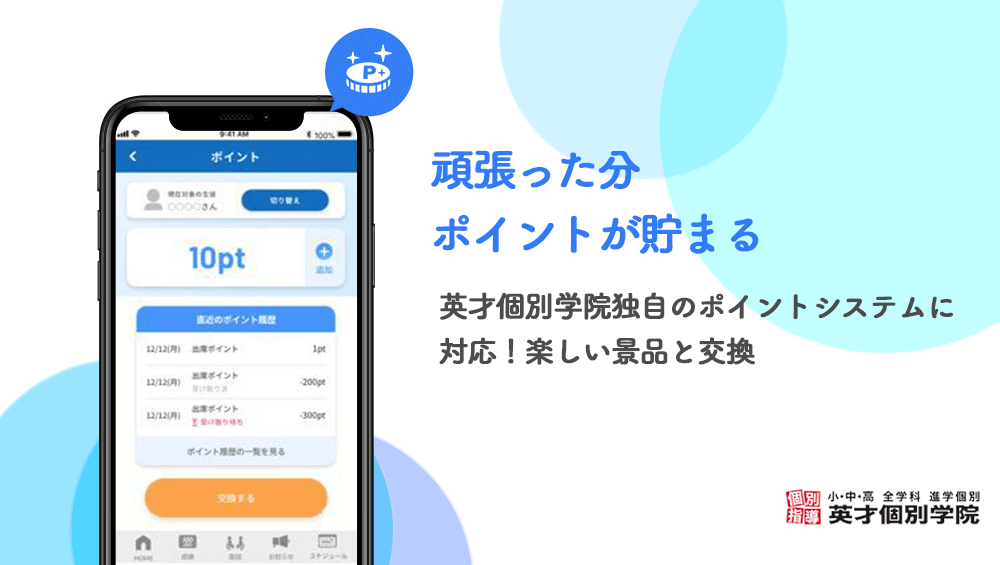 P+
9:41 AM
100%
ポイント
現在対象の生徒
〇〇〇〇さん
切り替え
10pt
追加
直近のポイント履歴
12/12(月) 出席ポイント 1pt
12/12(月) 出席ポイント -200pt
受け取り済
12/12(月) 出席ポイント -300pt
受け取り待ち
ポイント履歴の一覧を見る
交換する
HOME
面談
お知らせ
スケジュール
頑張った分
ポイントが貯まる
英才個別学院独自のポイントシステムに
対応！楽しい景品と交換
個別指導
小・中・高 全学科 進学個別
英才個別学院